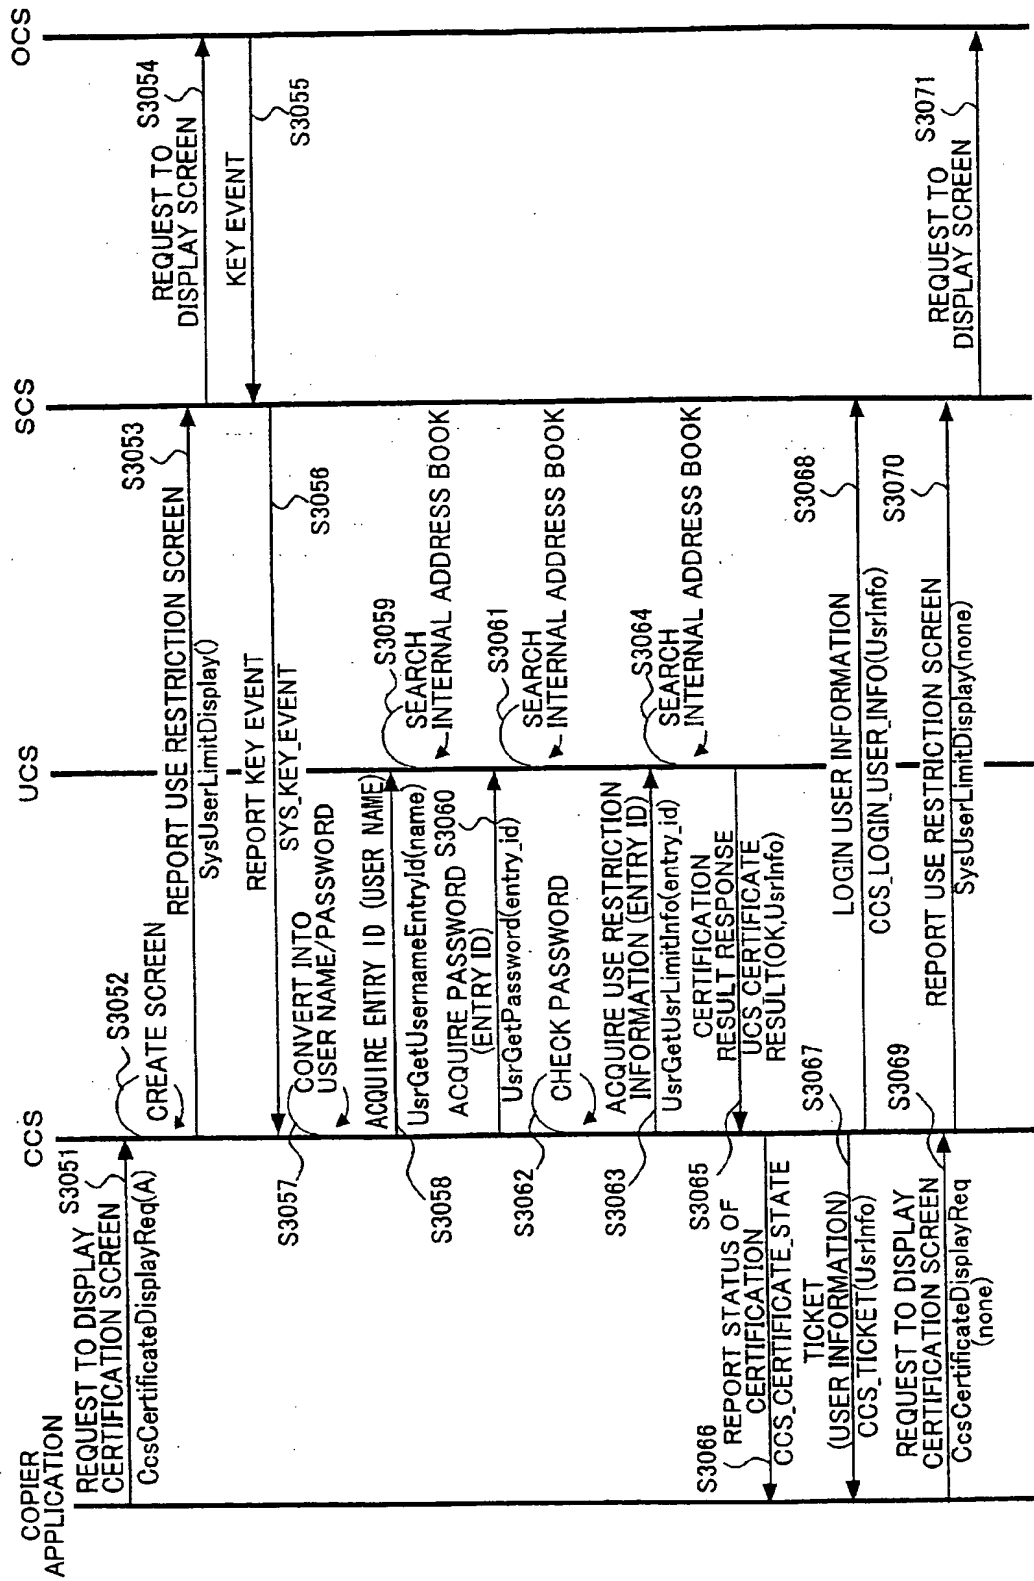 COPIER
APPLICATION
CCS
UCS
SCS
OCS
REQUEST TO DISPLAY
CERTIFICATION SCREEN
S3051
CcsCertificateDisplayReq(A)
S3052
CREATE SCREEN
REPORT USE RESTRICTION SCREEN
S3053
SysUserLimitDisplay()
REQUEST TO
DISPLAY SCREEN
S3054
KEY EVENT
S3055
REPORT KEY EVENT
SYS_KEY_EVENT
S3056
S3057
CONVERT INTO
USER NAME/PASSWORD
ACQUIRE ENTRY ID (USER NAME)
UsrGetUsernameEntryId(name)
S3058
S3059
SEARCH
INTERNAL ADDRESS BOOK
ACQUIRE PASSWORD
(ENTRY ID)
S3060
UsrGetPassword(entry_id)
S3061
SEARCH
INTERNAL ADDRESS BOOK
S3062
CHECK PASSWORD
ACQUIRE USE RESTRICTION
INFORMATION (ENTRY ID)
UsrGetUsrLimitInfo(entry_id)
S3063
S3064
SEARCH
INTERNAL ADDRESS BOOK
CERTIFICATION
RESULT RESPONSE
UCS CERTIFICATE
RESULT(OK,UsrInfo)
S3065
S3066
REPORT STATUS OF
CERTIFICATION
CCS_CERTIFICATE_STATE
TICKET
(USER INFORMATION)
CCS_TICKET(UsrInfo)
S3067
LOGIN USER INFORMATION
CCS_LOGIN_USER_INFO(UsrInfo)
S3068
REQUEST TO DISPLAY
CERTIFICATION SCREEN
CcsCertificateDisplayReq
(none)
S3069
REPORT USE RESTRICTION SCREEN
SysUserLimitDisplay(none)
S3070
REQUEST TO
DISPLAY SCREEN
S3071